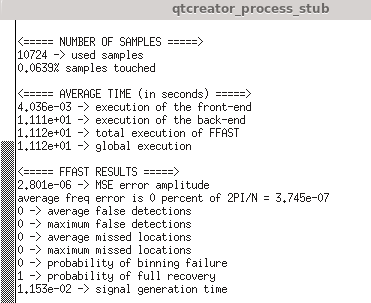 qtcreator_process_stub
<===== NUMBER OF SAMPLES =====>
10724 -> used samples
0.0639% samples touched
<===== AVERAGE TIME (in seconds) =====>
4.036e-03 -> execution of the front-end
1.111e+01 -> execution of the back-end
1.112e+01 -> total execution of FFAST
1.112e+01 -> global execution
<===== FFAST RESULTS =====>
2.801e-06 -> MSE error amplitude
average freq error is 0 percent of 2PI/N = 3.745e-07
0 -> average false detections
0 -> maximum false detections
0 -> average missed locations
0 -> maximum missed locations
0 -> probability of binning failure
1 -> probability of full recovery
1.153e-02 -> signal generation time